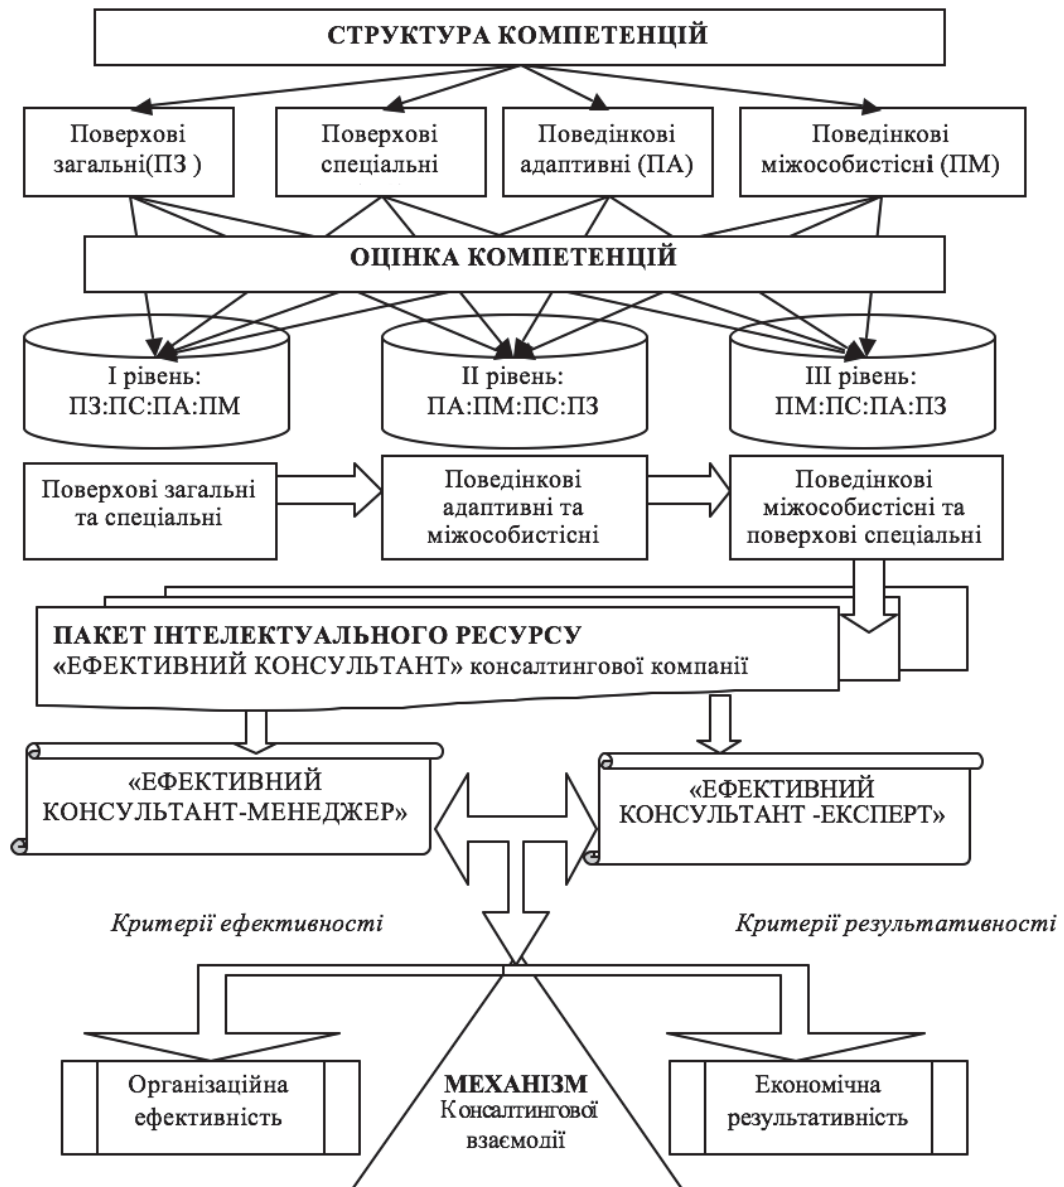 СТРУКТУРА КОМПЕТЕНЦІЙ
Поверхові
загальні(ПЗ )
Поверхові
спеціальні
Поведінкові
адаптивні (ПА)
Поведінкові
міжособистісні (ПМ)
ОЦІНКА КОМПЕТЕНЦІЙ
I рівень:
ПЗ:ПС:ПА:ПМ
II рівень:
ПА:ПМ:ПС:ПЗ
III рівень:
ПМ:ПС:ПА:ПЗ
Поверхові загальні
та спеціальні
Поведінкові
адаптивні та
міжособистісні
Поведінкові
міжособистісні та
поверхові спеціальні
ПАКЕТ ІНТЕЛЕКТУАЛЬНОГО РЕСУРСУ
«ЕФЕКТИВНИЙ КОНСУЛЬТАНТ» консалтингової компанії
«ЕФЕКТИВНИЙ
КОНСУЛЬТАНТ-МЕНЕДЖЕР»
«ЕФЕКТИВНИЙ
КОНСУЛЬТАНТ -ЕКСПЕРТ»
Критерії ефективності
Критерії результативності
Організаційна
ефективність
МЕХАНІЗМ
Консалтингової
взаємодії
Економічна
результативність